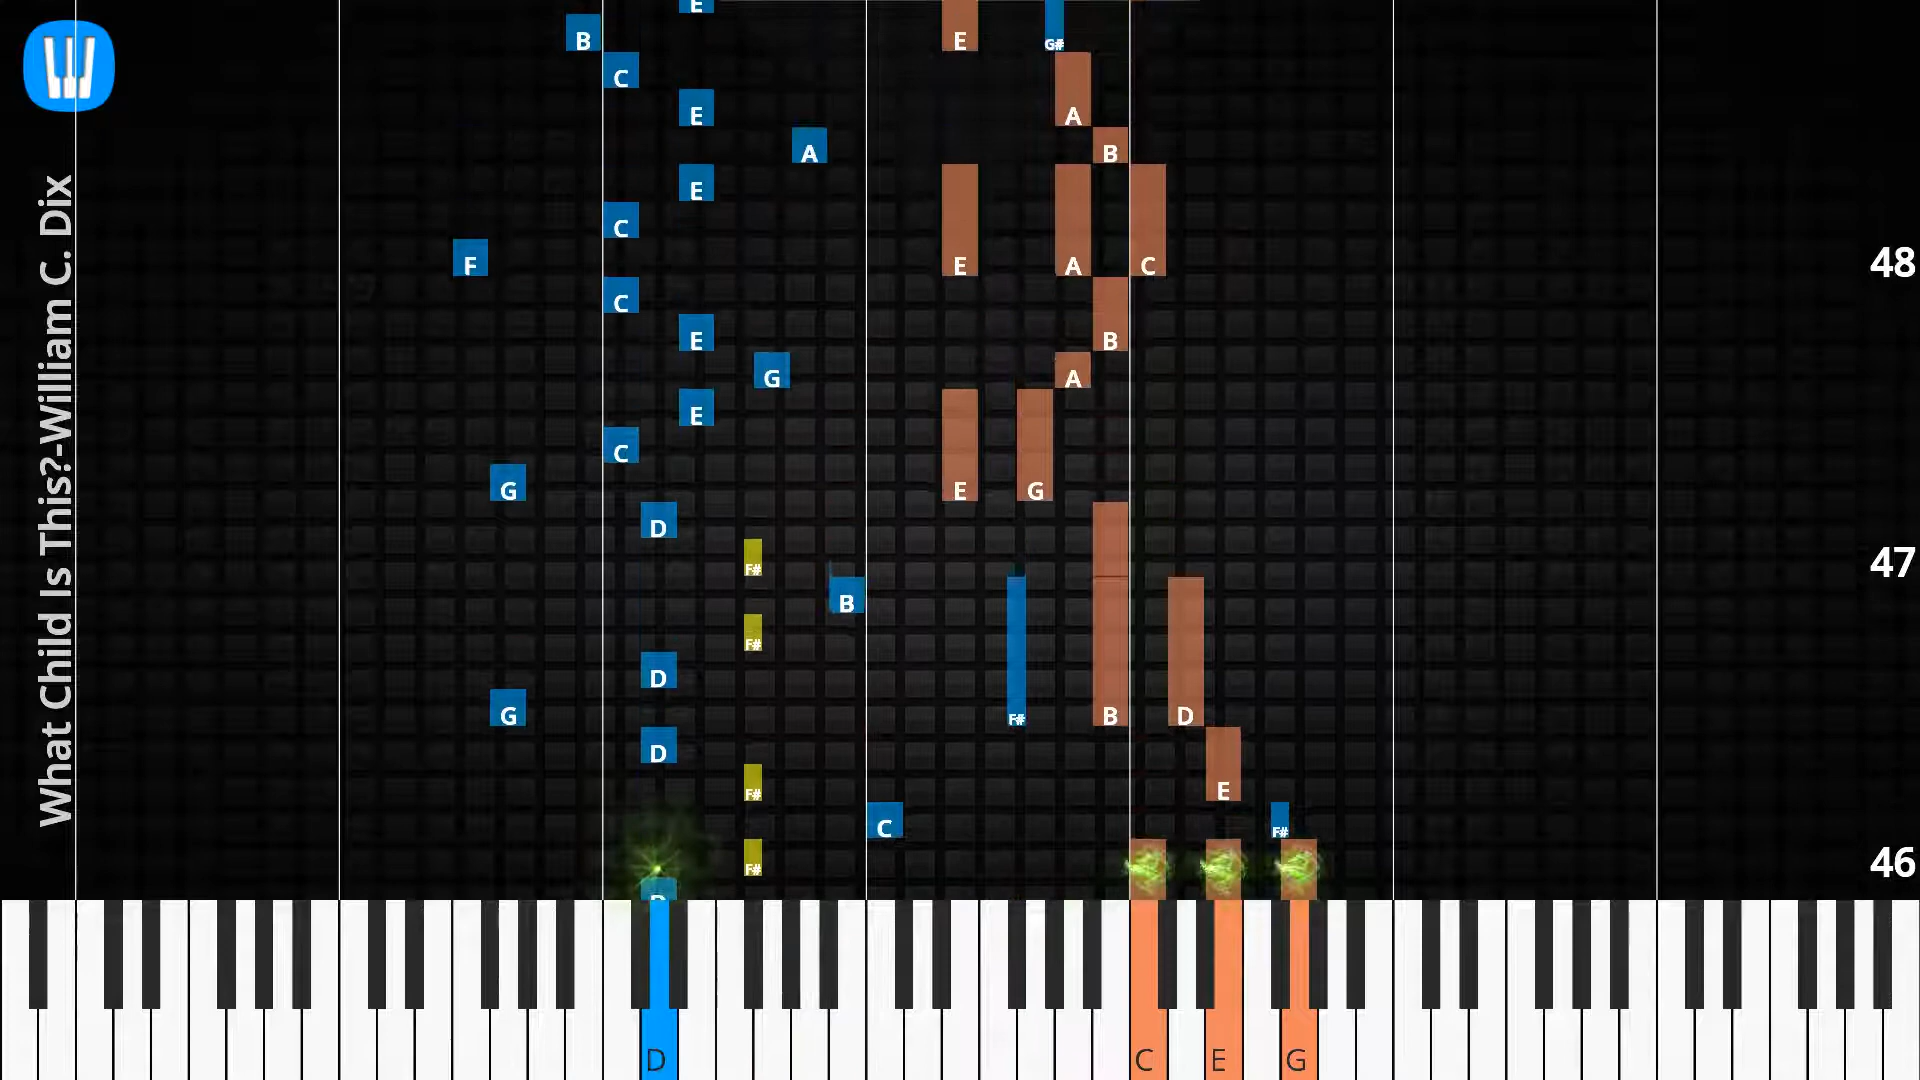 What Child Is This?-William C. Dix
E
B E G#
C
E A
A B
E
C E A C
F 48
C
E B
G A
E
C
G E G
D
F# 47
B
F#
D
G F# B D
D
F# E
C F#
F# 46
D C E G